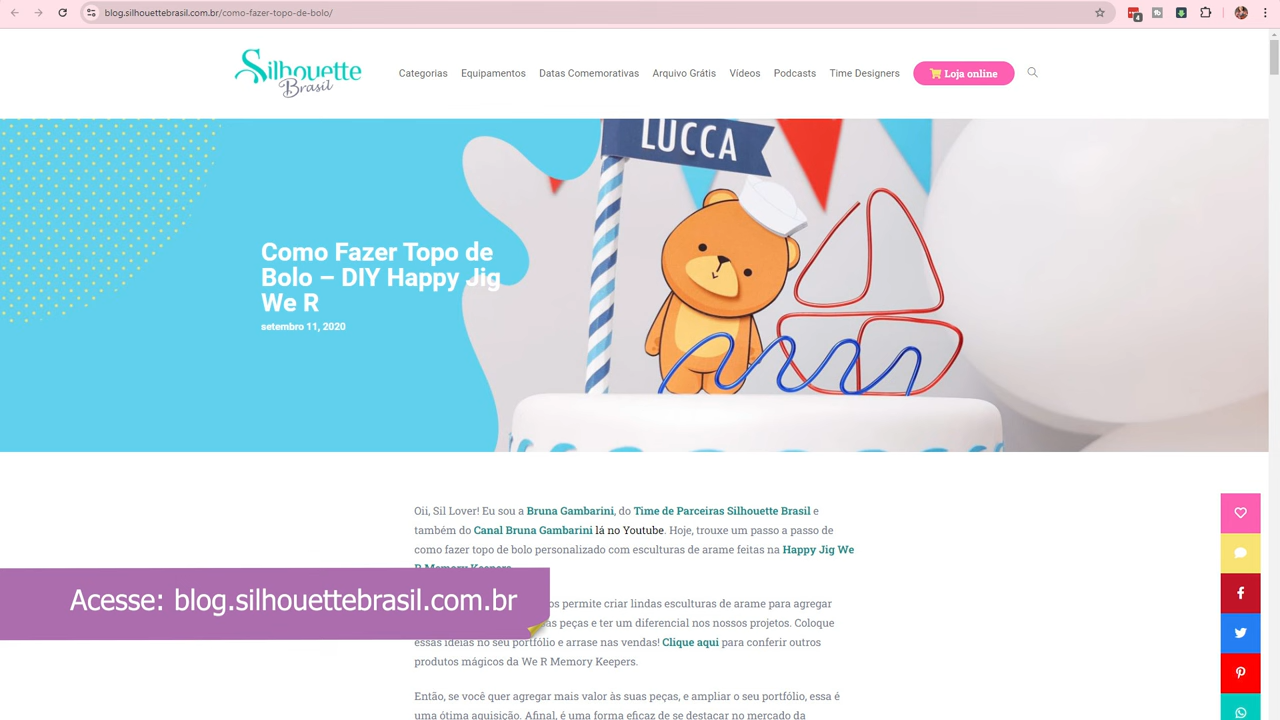 blog.silhouettebrasil.com.br/como-fazer-topo-de-bolo/
4
Silhouette
Brasil
Categorias Equipamentos Datas Comemorativas Arquivo Grátis Vídeos Podcasts Time Designers Loja online
LUCCA
Como Fazer Topo de
Bolo – DIY Happy Jig
We R
setembro 11, 2020
Oii, Sil Lover! Eu sou a Bruna Gambarini, do Time de Parceiras Silhouette Brasil e
também do Canal Bruna Gambarini lá no Youtube. Hoje, trouxe um passo a passo de
como fazer topo de bolo personalizado com esculturas de arame feitas na Happy Jig We
R Memory Keepers.
Acesse: blog.silhouettebrasil.com.br
permite criar lindas esculturas de arame para agregar
peças e ter um diferencial nos nossos projetos. Coloque
essas ideias no seu portfólio e arrase nas vendas! Clique aqui para conferir outros
produtos mágicos da We R Memory Keepers.
Então, se você quer agregar mais valor às suas peças, e ampliar o seu portfólio, essa é
uma ótima aquisição. Afinal, é uma forma eficaz de se destacar no mercado da